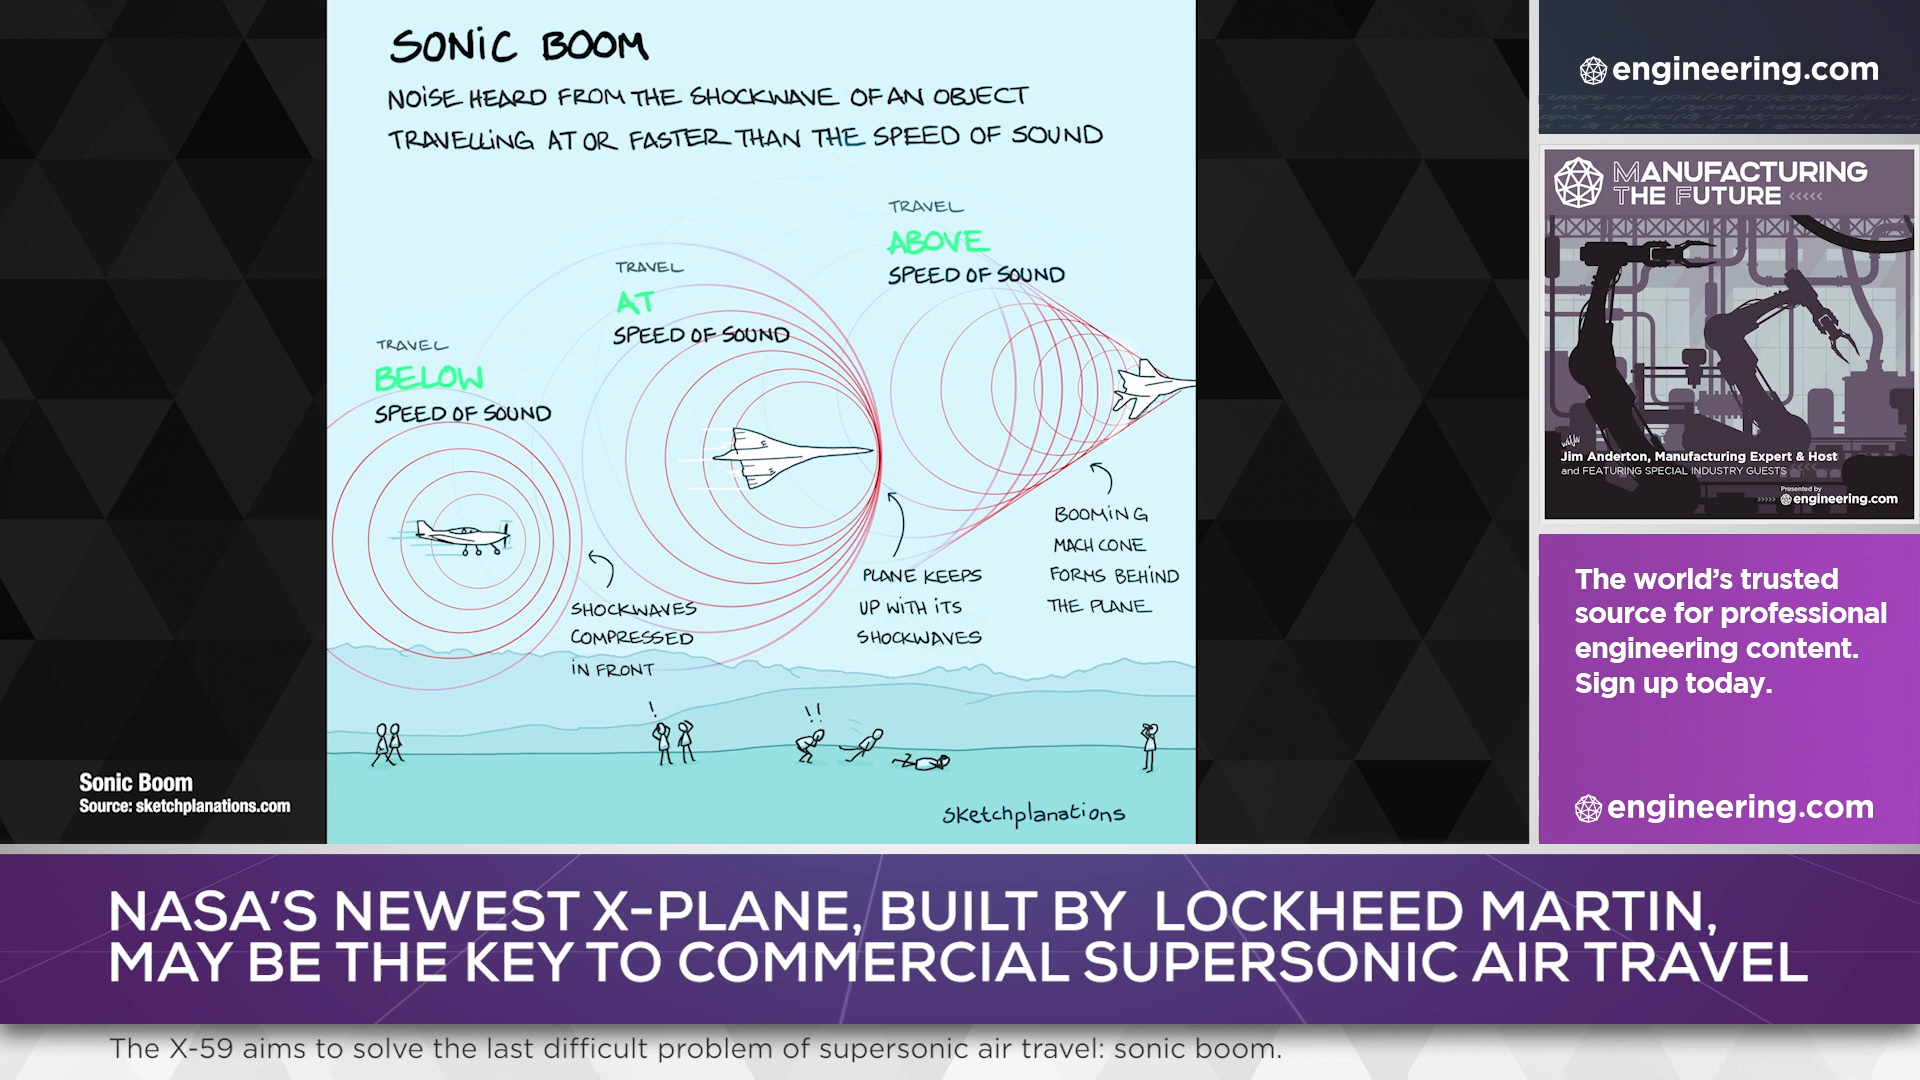 SONIC BOOM
NOISE HEARD FROM THE SHOCKWAVE OF AN OBJECT
TRAVELLING AT OR FASTER THAN THE SPEED OF SOUND
TRAVEL
BELOW
SPEED OF SOUND
TRAVEL
AT
SPEED OF SOUND
TRAVEL
ABOVE
SPEED OF SOUND
SHOCKWAVES
COMPRESSED
IN FRONT
PLANE KEEPS
UP WITH ITS
SHOCKWAVES
BOOMING
MACH CONE
FORMS BEHIND
THE PLANE
!
!!
sketchplanations
Sonic Boom
Source: sketchplanations.com
engineering.com
MANUFACTURING
THE FUTURE <<<<<
with
Jim Anderton, Manufacturing Expert & Host
and FEATURING SPECIAL INDUSTRY GUESTS
Presented by
>>>>> engineering.com
The world's trusted
source for professional
engineering content.
Sign up today.
engineering.com
NASA'S NEWEST X-PLANE, BUILT BY LOCKHEED MARTIN,
MAY BE THE KEY TO COMMERCIAL SUPERSONIC AIR TRAVEL
The X-59 aims to solve the last difficult problem of supersonic air travel: sonic boom.